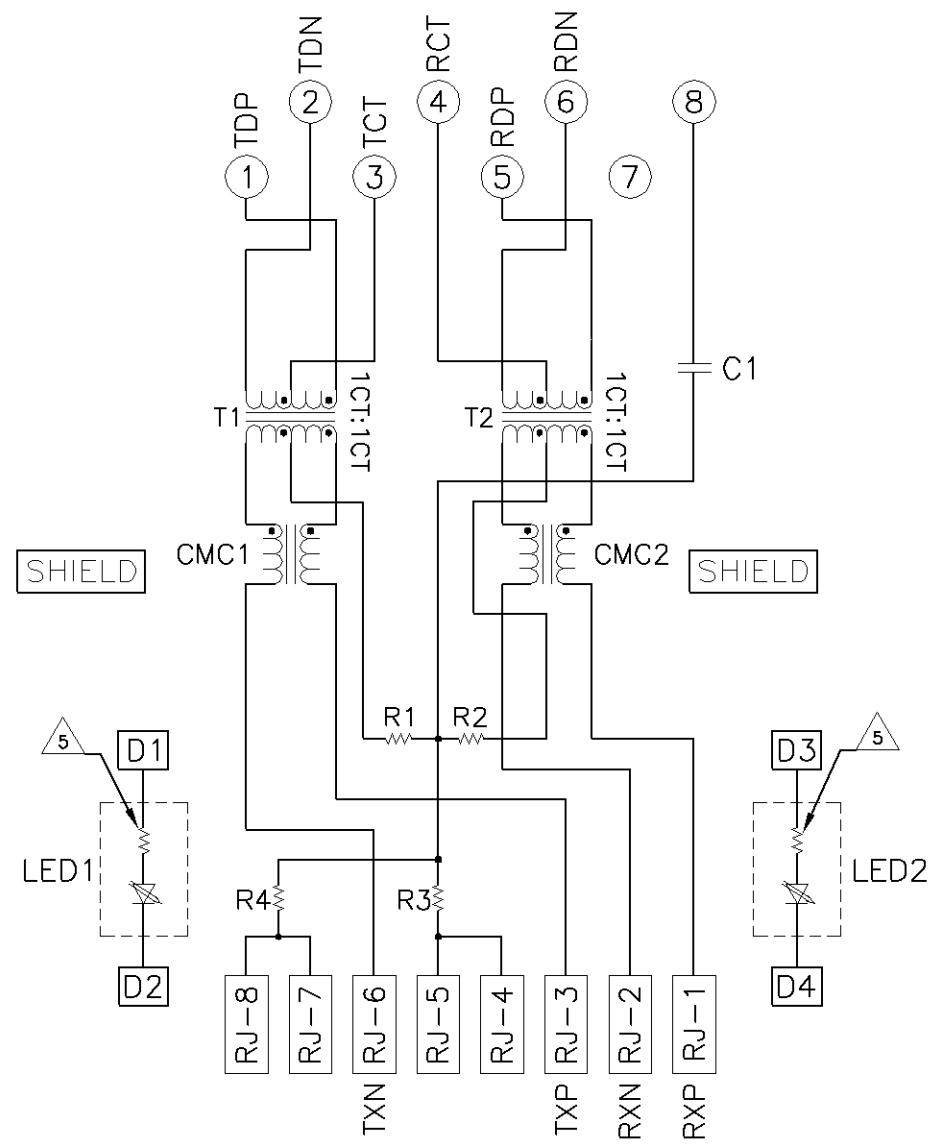 TDN
RCT
RDN
2
4
6
8
TDP
TCT
RDP
1
3
5
7
C1
T1
1CT:1CT
T2
1CT:1CT
SHIELD
CMC1
CMC2
SHIELD
R1
R2
5
5
D1
D3
LED1
LED2
R4
R3
D2
D4
RJ-8
RJ-7
RJ-6
RJ-5
RJ-4
RJ-3
RJ-2
RJ-1
TXN
TXP
RXN
RXP